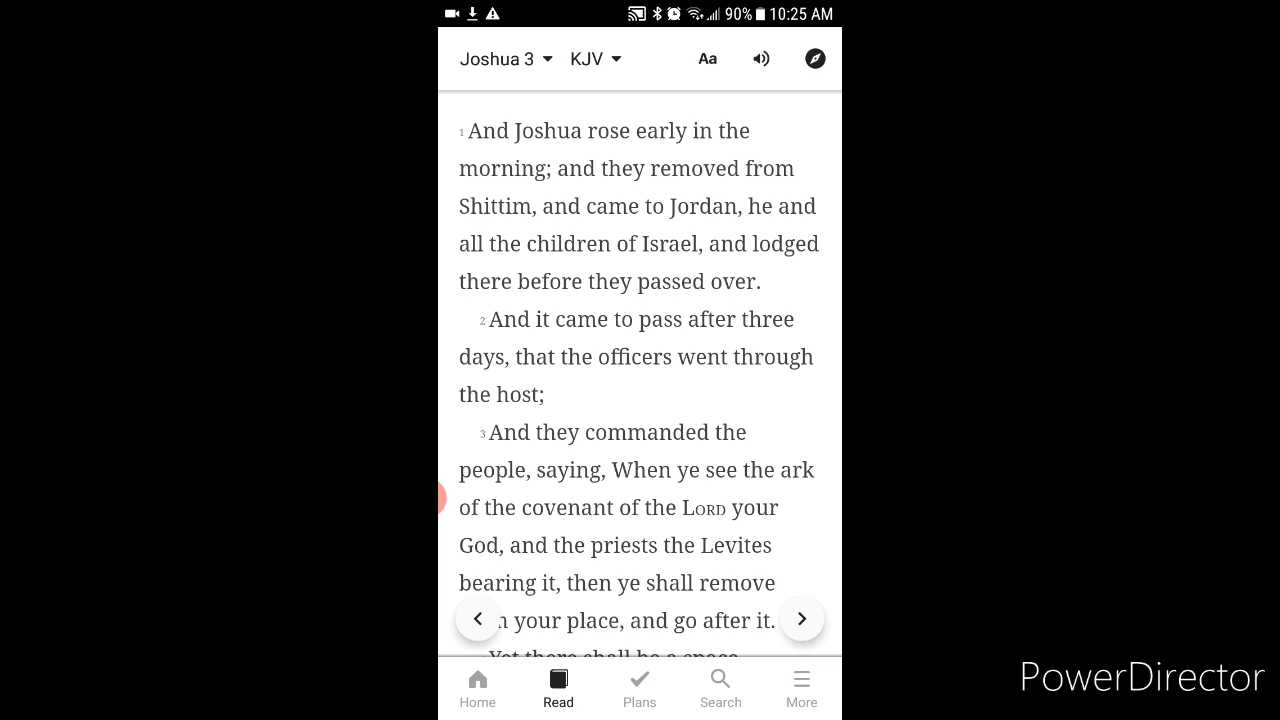 90% 10:25 AM
Joshua 3 KJV Aa
1 And Joshua rose early in the
morning; and they removed from
Shittim, and came to Jordan, he and
all the children of Israel, and lodged
there before they passed over.
2 And it came to pass after three
days, that the officers went through
the host;
3 And they commanded the
people, saying, When ye see the ark
of the covenant of the LORD your
God, and the priests the Levites
bearing it, then ye shall remove
your place, and go after it.
Yet there shall be a space
Home Read Plans Search More
PowerDirector